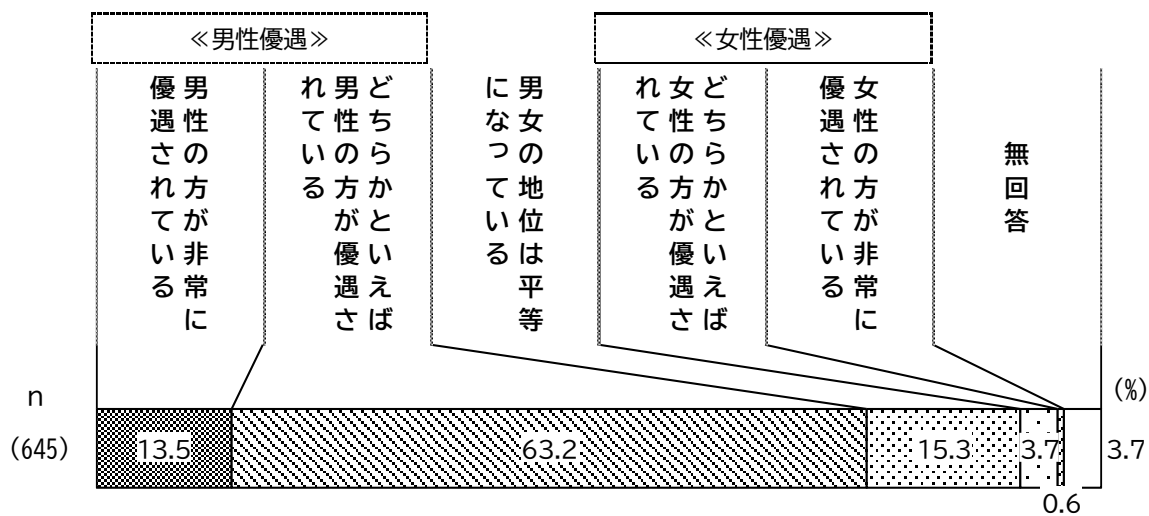 ≪男性優遇≫
≪女性優遇≫
男性の方が非常に
優遇されている
どちらかといえば
男性の方が優遇さ
れている
男女の地位は平等
になっている
どちらかといえば
女性の方が優遇さ
れている
女性の方が非常に
優遇されている
無回答
n
(%)
(645)
13.5
63.2
15.3
3.7
3.7
0.6